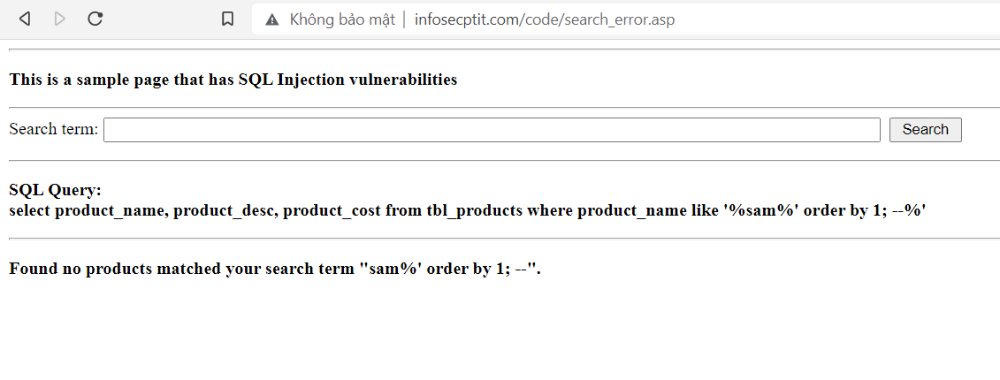 Không bảo mật | infosecptit.com/code/search_error.asp
This is a sample page that has SQL Injection vulnerabilities
Search term: Search
SQL Query:
select product_name, product_desc, product_cost from tbl_products where product_name like '%sam%' order by 1; --%'
Found no products matched your search term "sam%' order by 1; --".